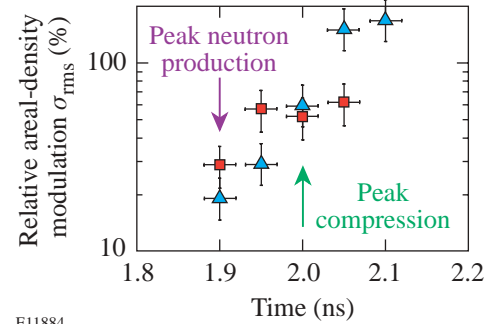 Relative areal-density
modulation σrms (%)
100
10
Peak neutron
production
Peak
compression
1.8 1.9 2.0 2.1 2.2
Time (ns)
E11884